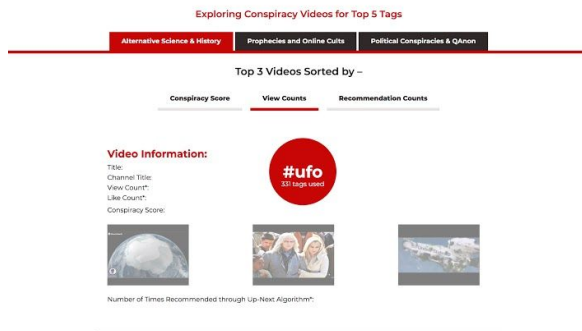 Exploring Conspiracy Videos for Top 5 Tags
Alternative Science & History
Prophecies and Online Cults
Political Conspiracies & QAnon
Top 3 Videos Sorted by –
Conspiracy Score
View Counts
Recommendation Counts
Video Information:
Title:
Channel Title:
View Count*:
Like Count*:
Conspiracy Score:
#ufo
331 tags used
Number of Times Recommended through Up-Next Algorithm*: